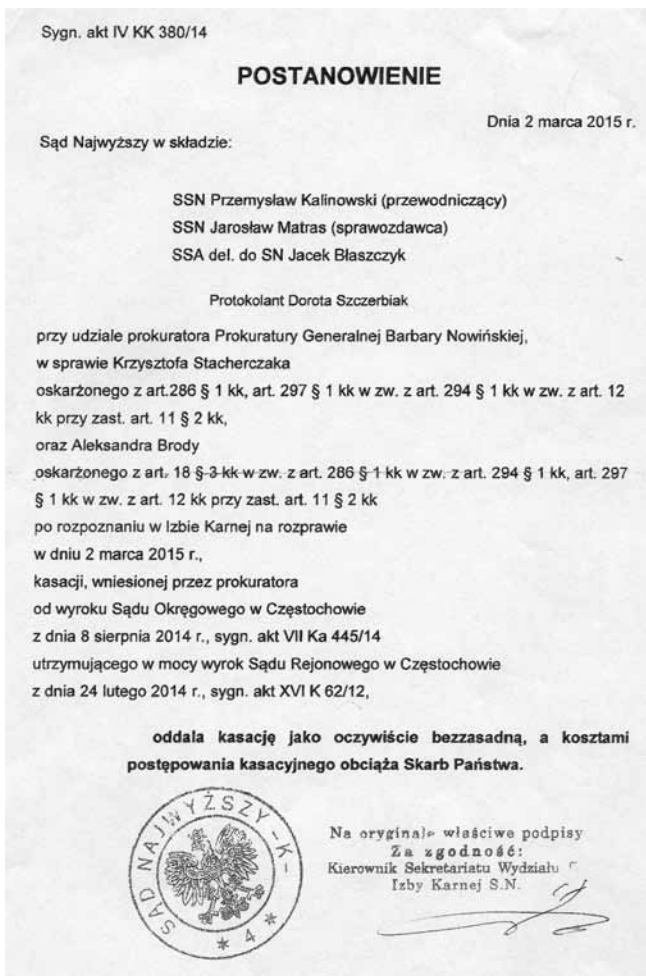 Sygn. akt IV KK 380/14
POSTANOWIENIE
Dnia 2 marca 2015 r.
Sąd Najwyższy w składzie:
SSN Przemysław Kalinowski (przewodniczący)
SSN Jarosław Matras (sprawozdawca)
SSA del. do SN Jacek Błaszczyk
Protokolant Dorota Szczerbiak
przy udziale prokuratora Prokuratury Generalnej Barbary Nowińskiej,
w sprawie Krzysztofa Stacherczaka
oskarżonego z art.286 § 1 kk, art. 297 § 1 kk w zw. z art. 294 § 1 kk w zw. z art. 12
kk przy zast. art. 11 § 2 kk,
oraz Aleksandra Brody
oskarżonego z art. 18 § 3 kk w zw. z art. 286 § 1 kk w zw. z art. 294 § 1 kk, art. 297
§ 1 kk w zw. z art. 12 kk przy zast. art. 11 § 2 kk
po rozpoznaniu w Izbie Karnej na rozprawie
w dniu 2 marca 2015 r.,
kasacji, wniesionej przez prokuratora
od wyroku Sądu Okręgowego w Częstochowie
z dnia 8 sierpnia 2014 r., sygn. akt VII Ka 445/14
utrzymującego w mocy wyrok Sądu Rejonowego w Częstochowie
z dnia 24 lutego 2014 r., sygn. akt XVI K 62/12,
oddala kasację jako oczywiście bezzasadną, a kosztami
postępowania kasacyjnego obciąża Skarb Państwa.
SĄD NAJWYŻSZY -K-
* 4 *
Na oryginale właściwe podpisy
Za zgodność:
Kierownik Sekretariatu Wydziału
Izby Karnej S.N.